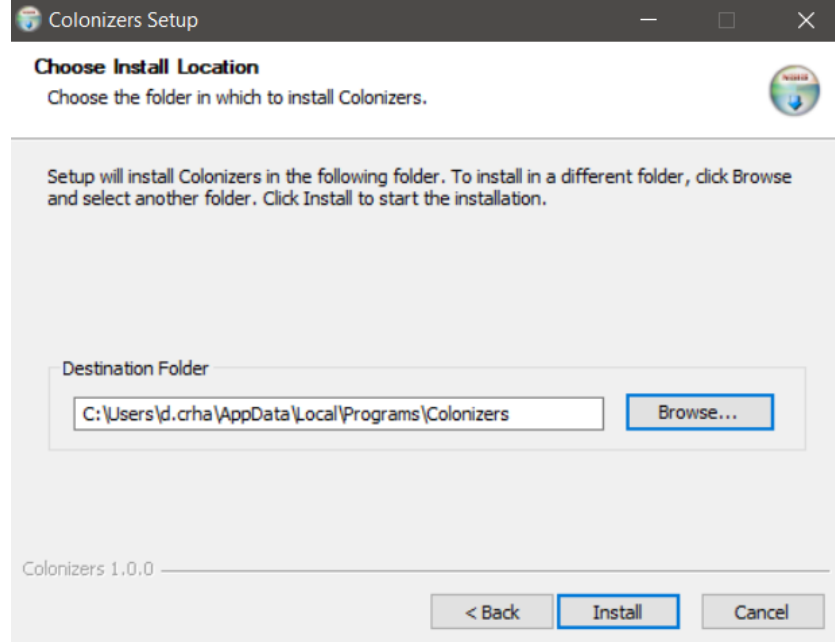 Colonizers Setup
Choose Install Location
Choose the folder in which to install Colonizers.
Setup will install Colonizers in the following folder. To install in a different folder, click Browse
and select another folder. Click Install to start the installation.
Destination Folder
C:\Users\d.crha\AppData\Local\Programs\Colonizers
Browse...
Colonizers 1.0.0
< Back
Install
Cancel